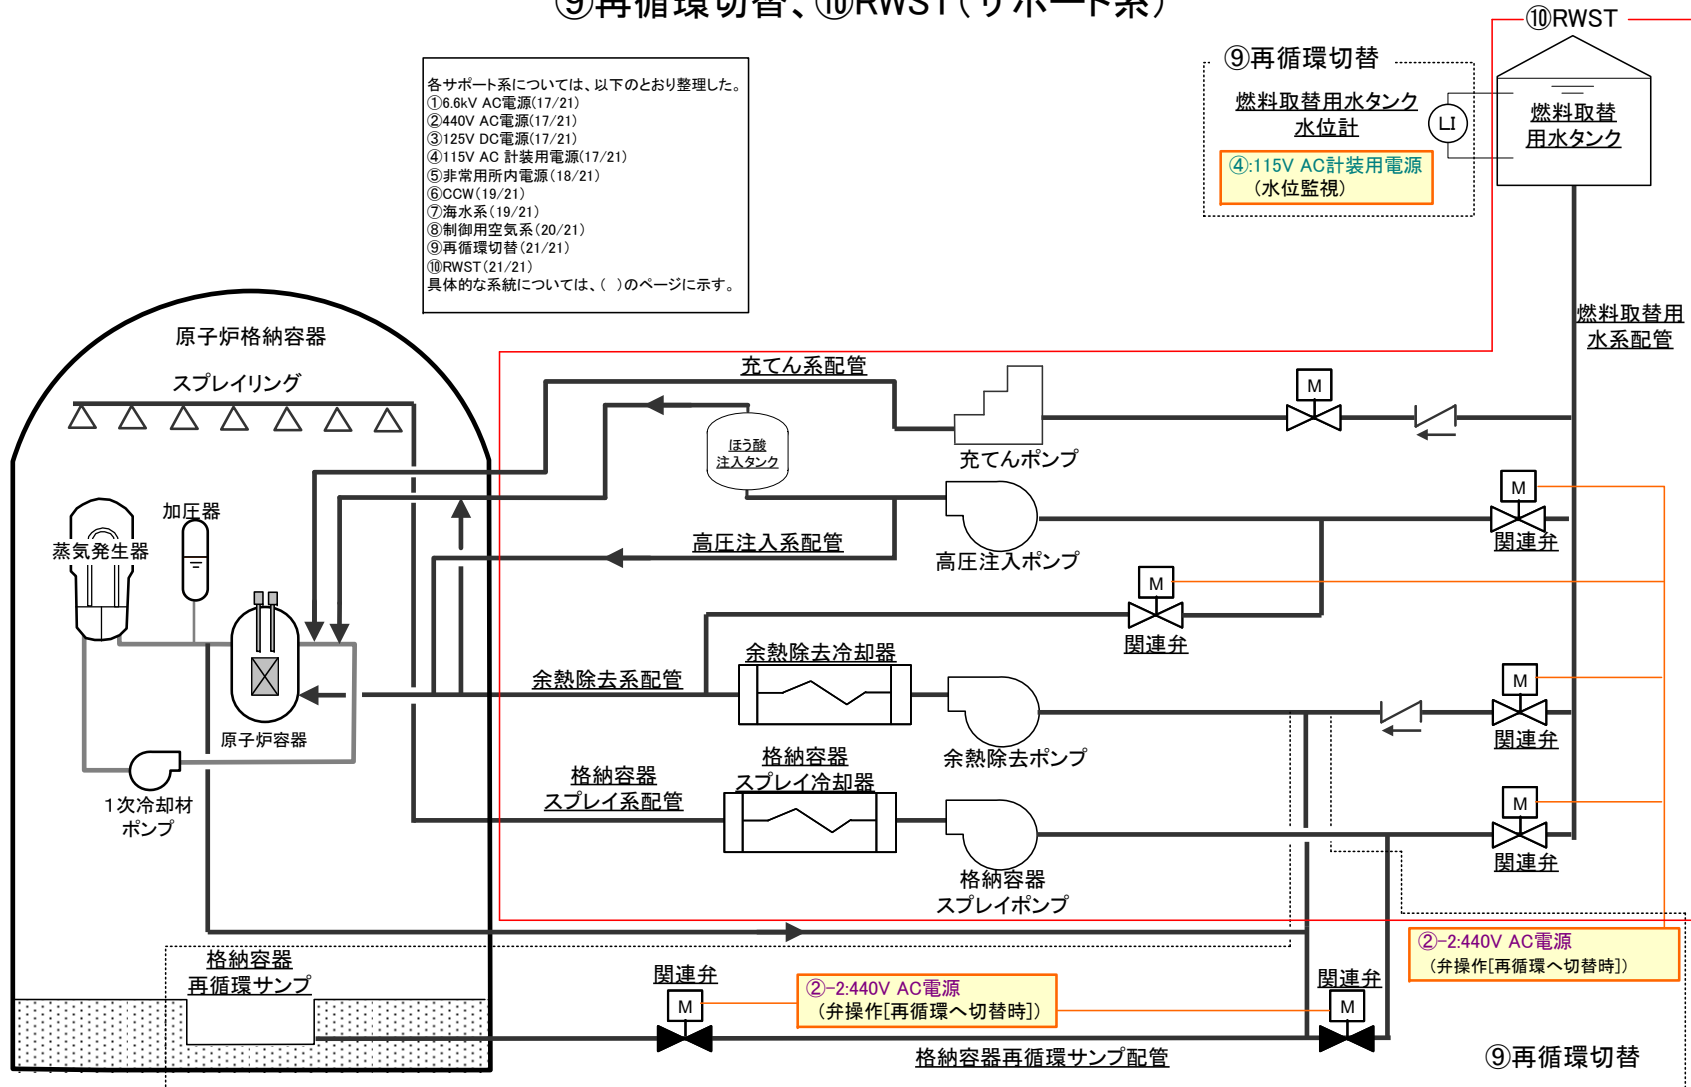 ⑨再循環切替、⑩RWST(サポート系)
⑩RWST
各サポート系については、以下のとおり整理した。
①6.6kV AC電源(17/21)
②440V AC電源(17/21)
③125V DC電源(17/21)
④115V AC 計装用電源(17/21)
⑤非常用所内電源(18/21)
⑥CCW(19/21)
⑦海水系(19/21)
⑧制御用空気系(20/21)
⑨再循環切替(21/21)
⑩RWST(21/21)
具体的な系統については、( )のページに示す。
⑨再循環切替
燃料取替用水タンク
水位計
LI
④:115V AC計装用電源
(水位監視)
燃料取替
用水タンク
燃料取替用
水系配管
原子炉格納容器
スプレイリング
充てん系配管
M
充てんポンプ
ほう酸
注入タンク
加圧器
蒸気発生器
高圧注入系配管
高圧注入ポンプ
M
関連弁
M
関連弁
余熱除去系配管
余熱除去冷却器
余熱除去ポンプ
M
関連弁
原子炉容器
1次冷却材
ポンプ
格納容器
スプレイ系配管
格納容器
スプレイ冷却器
格納容器
スプレイポンプ
M
関連弁
②-2:440V AC電源
(弁操作[再循環へ切替時])
格納容器
再循環サンプ
関連弁
M
②-2:440V AC電源
(弁操作[再循環へ切替時])
関連弁
M
格納容器再循環サンプ配管
⑨再循環切替